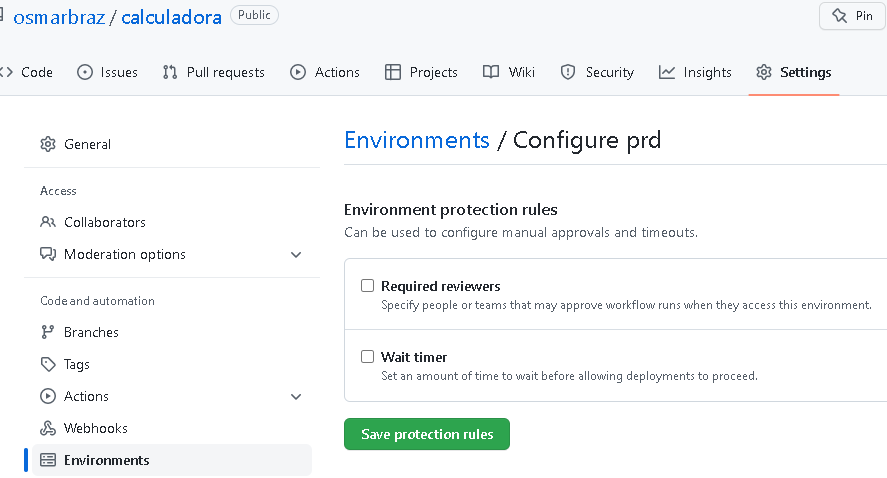 osmarbraz / calculadora Public
Pin
Code Issues Pull requests Actions Projects Wiki Security Insights Settings
General
Access
Collaborators
Moderation options
Code and automation
Branches
Tags
Actions
Webhooks
Environments
Environments / Configure prd
Environment protection rules
Can be used to configure manual approvals and timeouts.
Required reviewers
Specify people or teams that may approve workflow runs when they access this environment.
Wait timer
Set an amount of time to wait before allowing deployments to proceed.
Save protection rules